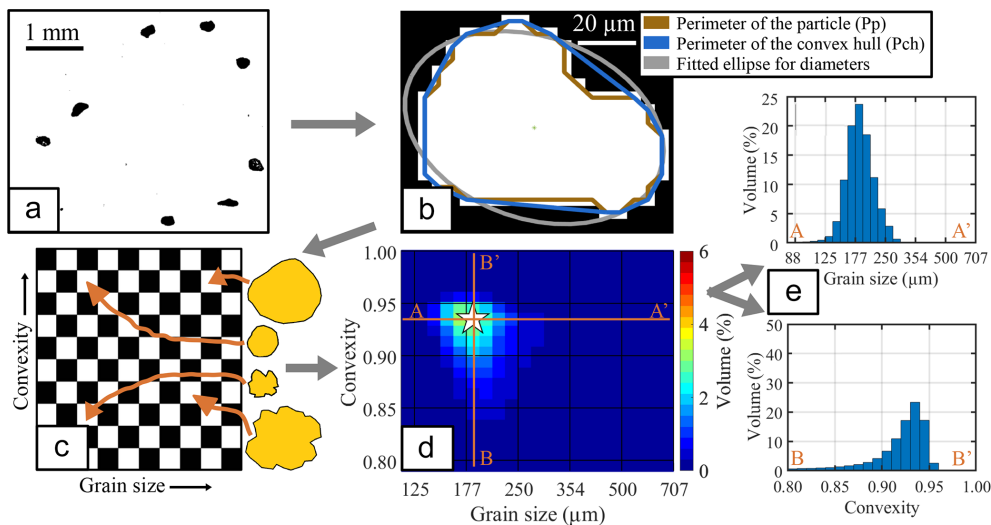 1 mm
a
20 µm
b
Perimeter of the particle (Pp)
Perimeter of the convex hull (Pch)
Fitted ellipse for diameters
Convexity
c
Grain size
1.00
0.95
0.90
0.85
0.80
Convexity
A
A’
B’
B
d
125
177
250
354
500
707
Grain size (µm)
6
4
2
0
Volume (%)
25
20
15
10
5
0
Volume (%)
A
A’
88
125
177
250
353
500
707
Grain size (µm)
e
50
40
30
20
10
0
Volume (%)
B
B’
0.80
0.85
0.90
0.95
1.00
Convexity